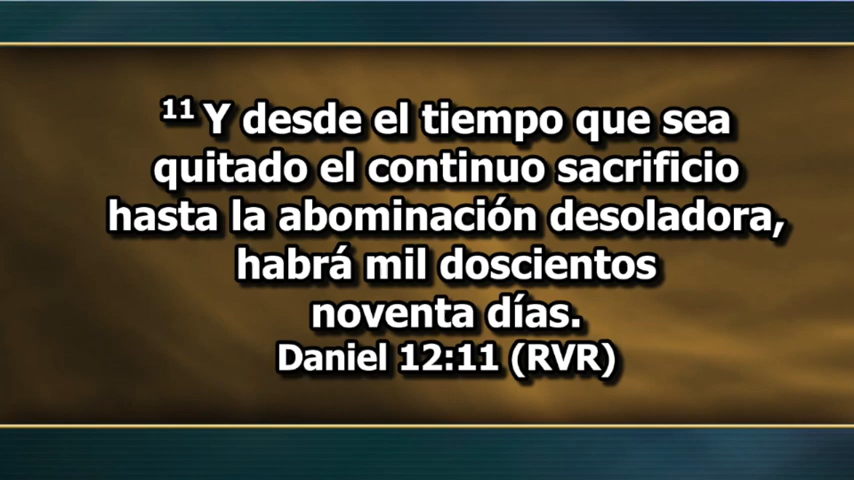 11 Y desde el tiempo que sea
quitado el continuo sacrificio
hasta la abominación desoladora,
habrá mil doscientos
noventa días.
Daniel 12:11 (RVR)